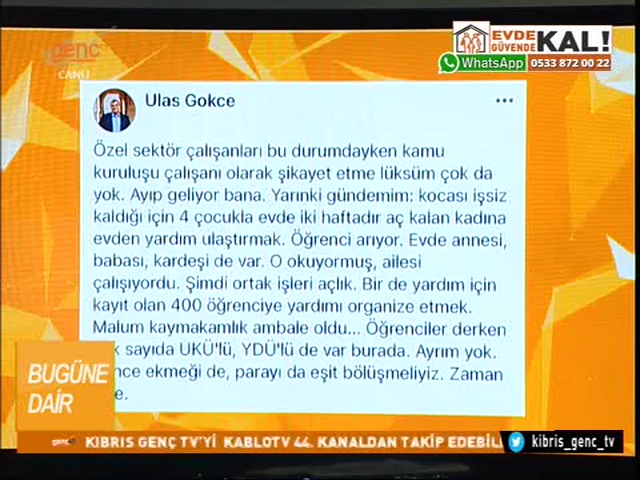 genç
CANLI
EVDE KAL!
GÜVENDE
WhatsApp 0533 872 00 22
Ulas Gokce
Özel sektör çalışanları bu durumdayken kamu
kuruluşu çalışanı olarak şikayet etme lüksüm çok da
yok. Ayıp geliyor bana. Yarınki gündemim: kocası işsiz
kaldığı için 4 çocukla evde iki haftadır aç kalan kadına
evden yardım ulaştırmak. Öğrenci arıyor. Evde annesi,
babası, kardeşi de var. O okuyormuş, ailesi
çalışıyordu. Şimdi ortak işleri açlık. Bir de yardım için
kayıt olan 400 öğrenciye yardımı organize etmek.
Malum kaymakamlık ambale oldu... Öğrenciler derken
k sayıda UKÜ'lü, YDÜ'lü de var burada. Ayrım yok.
nce ekmeği de, parayı da eşit bölüşmeliyiz. Zaman
e.
BUGÜNE
DAİR
genç KIBRIS GENÇ TV'Yİ KABLOTV 44. KANALDAN TAKİP EDEBİL kibris_genc_tv